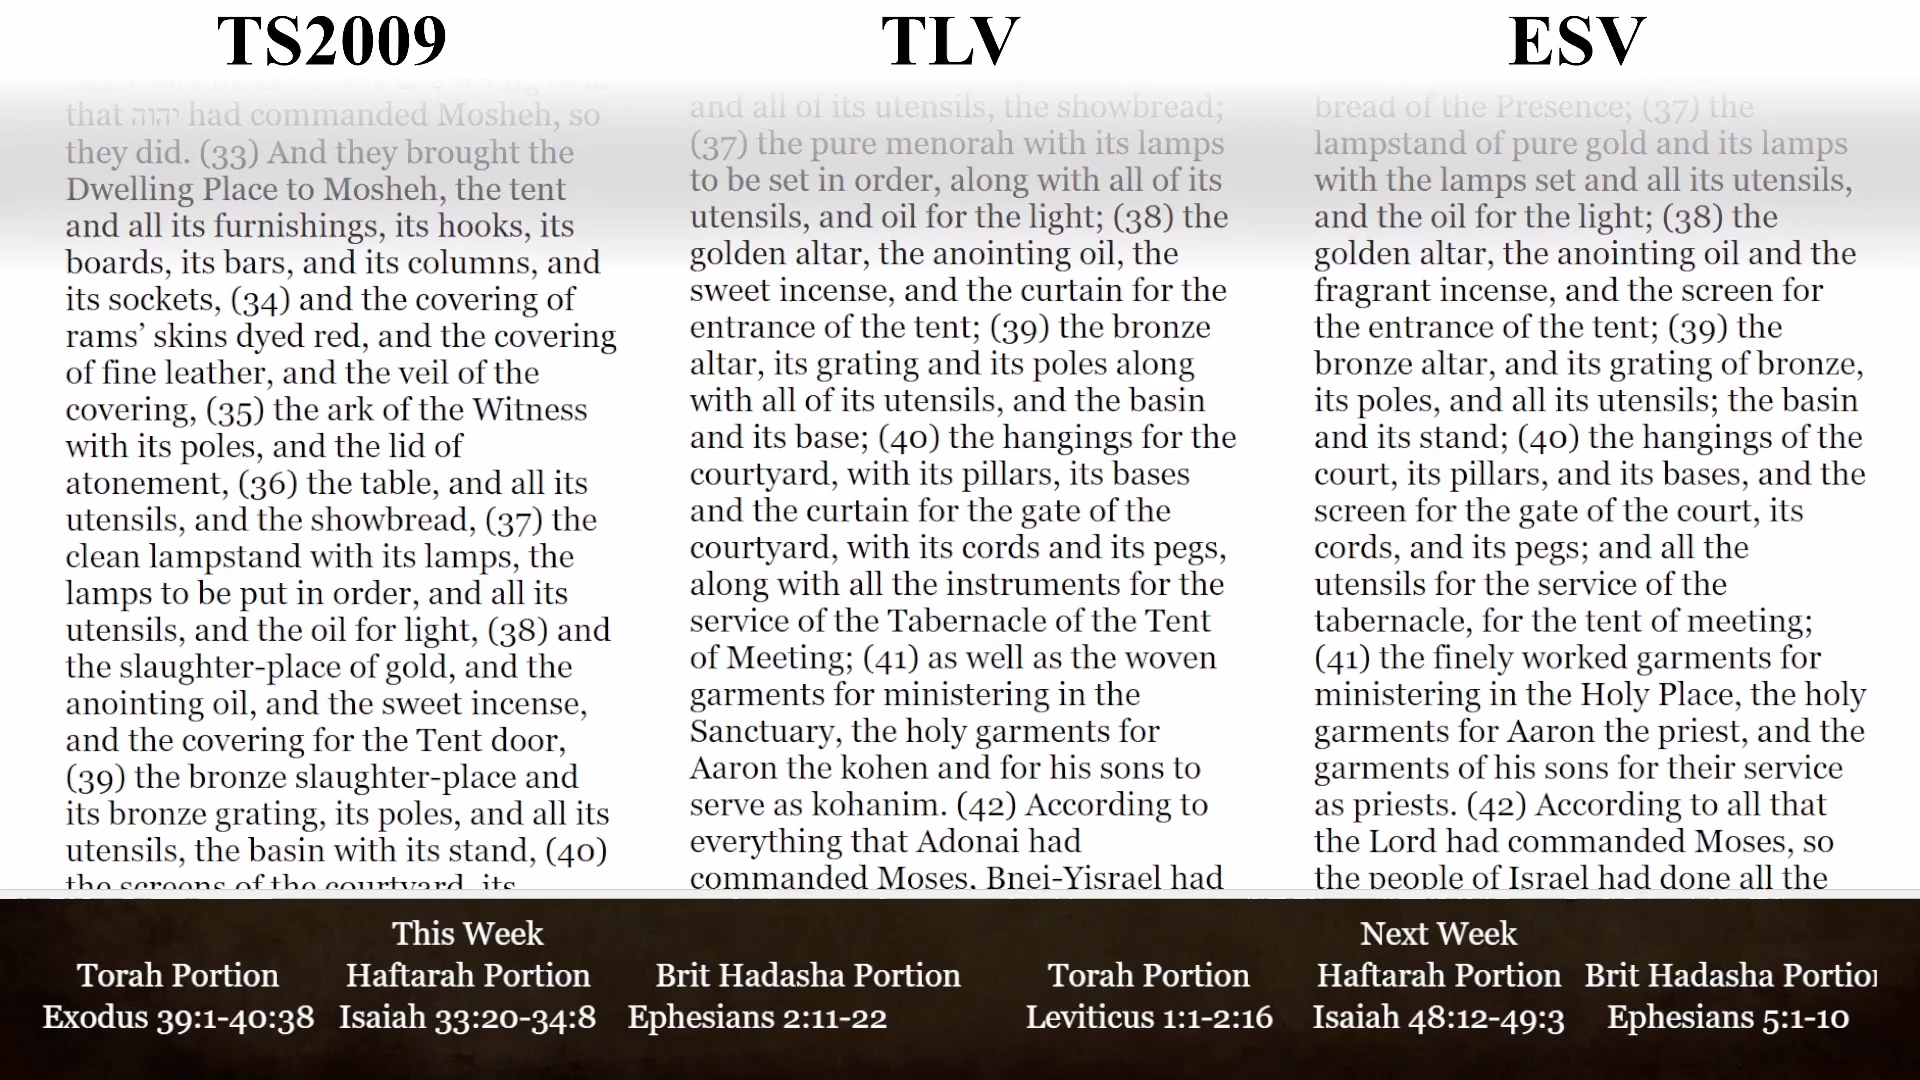 TS2009
that יהוה had commanded Mosheh, so
they did. (33) And they brought the
Dwelling Place to Mosheh, the tent
and all its furnishings, its hooks, its
boards, its bars, and its columns, and
its sockets, (34) and the covering of
rams’ skins dyed red, and the covering
of fine leather, and the veil of the
covering, (35) the ark of the Witness
with its poles, and the lid of
atonement, (36) the table, and all its
utensils, and the showbread, (37) the
clean lampstand with its lamps, the
lamps to be put in order, and all its
utensils, and the oil for light, (38) and
the slaughter-place of gold, and the
anointing oil, and the sweet incense,
and the covering for the Tent door,
(39) the bronze slaughter-place and
its bronze grating, its poles, and all its
utensils, the basin with its stand, (40)
the screens of the courtyard, its
TLV
and all of its utensils, the showbread;
(37) the pure menorah with its lamps
to be set in order, along with all of its
utensils, and oil for the light; (38) the
golden altar, the anointing oil, the
sweet incense, and the curtain for the
entrance of the tent; (39) the bronze
altar, its grating and its poles along
with all of its utensils, and the basin
and its base; (40) the hangings for the
courtyard, with its pillars, its bases
and the curtain for the gate of the
courtyard, with its cords and its pegs,
along with all the instruments for the
service of the Tabernacle of the Tent
of Meeting; (41) as well as the woven
garments for ministering in the
Sanctuary, the holy garments for
Aaron the kohen and for his sons to
serve as kohanim. (42) According to
everything that Adonai had
commanded Moses, Bnei-Yisrael had
ESV
bread of the Presence; (37) the
lampstand of pure gold and its lamps
with the lamps set and all its utensils,
and the oil for the light; (38) the
golden altar, the anointing oil and the
fragrant incense, and the screen for
the entrance of the tent; (39) the
bronze altar, and its grating of bronze,
its poles, and all its utensils; the basin
and its stand; (40) the hangings of the
court, its pillars, and its bases, and the
screen for the gate of the court, its
cords, and its pegs; and all the
utensils for the service of the
tabernacle, for the tent of meeting;
(41) the finely worked garments for
ministering in the Holy Place, the holy
garments for Aaron the priest, and the
garments of his sons for their service
as priests. (42) According to all that
the Lord had commanded Moses, so
the people of Israel had done all the
This Week
Torah Portion Haftarah Portion Brit Hadasha Portion
Exodus 39:1-40:38 Isaiah 33:20-34:8 Ephesians 2:11-22
Next Week
Torah Portion Haftarah Portion Brit Hadasha Portion
Leviticus 1:1-2:16 Isaiah 48:12-49:3 Ephesians 5:1-10